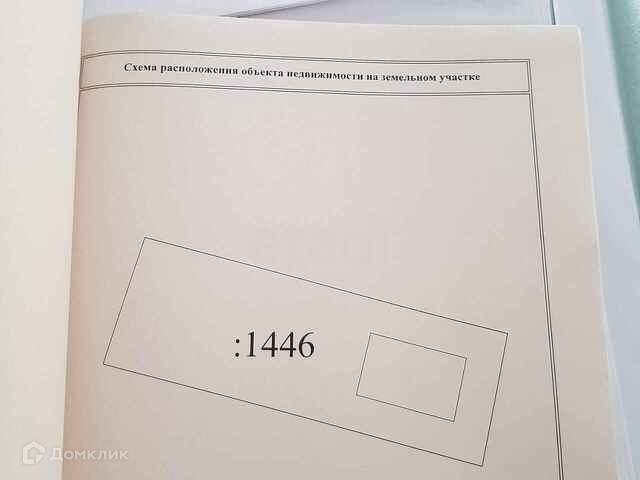 Схема расположения объекта недвижимости на земельном участке
:1446
Домклик